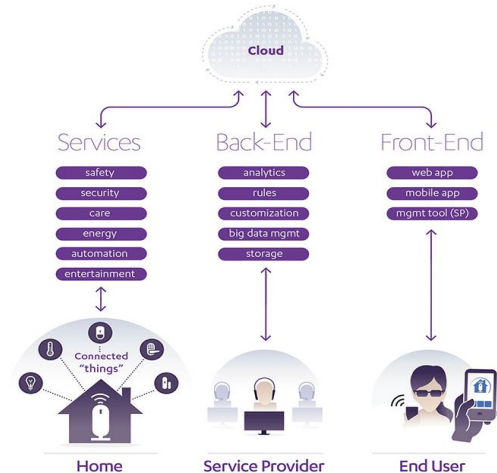 Cloud
Services
safety
security
care
energy
automation
entertainment
Connected
"things"
Home
Back-End
analytics
rules
customization
big data mgmt
storage
Service Provider
Front-End
web app
mobile app
mgmt tool (SP)
End User